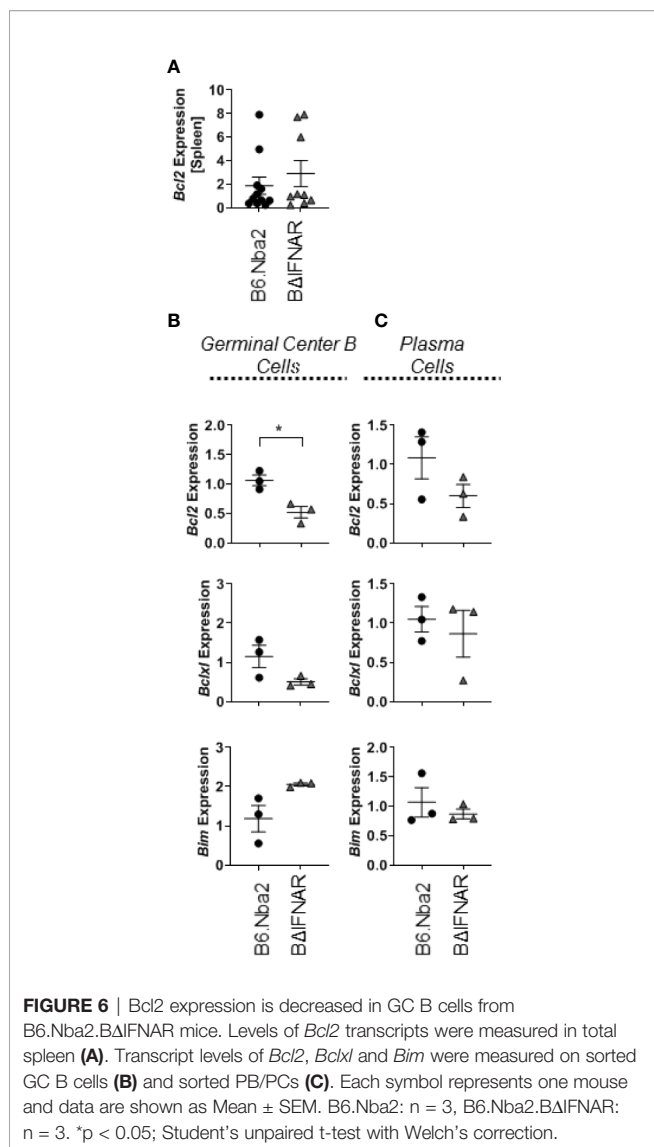 A
Bcl2 Expression
[Spleen]
10
8
6
4
2
0
B6.Nba2
BΔIFNAR
B
C
Germinal Center B
Cells
Plasma
Cells
Bcl2 Expression
2.0
1.5
1.0
0.5
0.0
*
Bcl2 Expression
1.5
1.0
0.5
0.0
Bclxl Expression
3
2
1
0
Bclxl Expression
1.5
1.0
0.5
0.0
Bim Expression
3
2
1
0
Bim Expression
2.0
1.5
1.0
0.5
0.0
B6.Nba2
BΔIFNAR
B6.Nba2
BΔIFNAR
FIGURE 6 | Bcl2 expression is decreased in GC B cells from
B6.Nba2.BΔIFNAR mice. Levels of Bcl2 transcripts were measured in total
spleen (A). Transcript levels of Bcl2, Bclxl and Bim were measured on sorted
GC B cells (B) and sorted PB/PCs (C). Each symbol represents one mouse
and data are shown as Mean ± SEM. B6.Nba2: n = 3, B6.Nba2.BΔIFNAR:
n = 3. *p < 0.05; Student's unpaired t-test with Welch's correction.